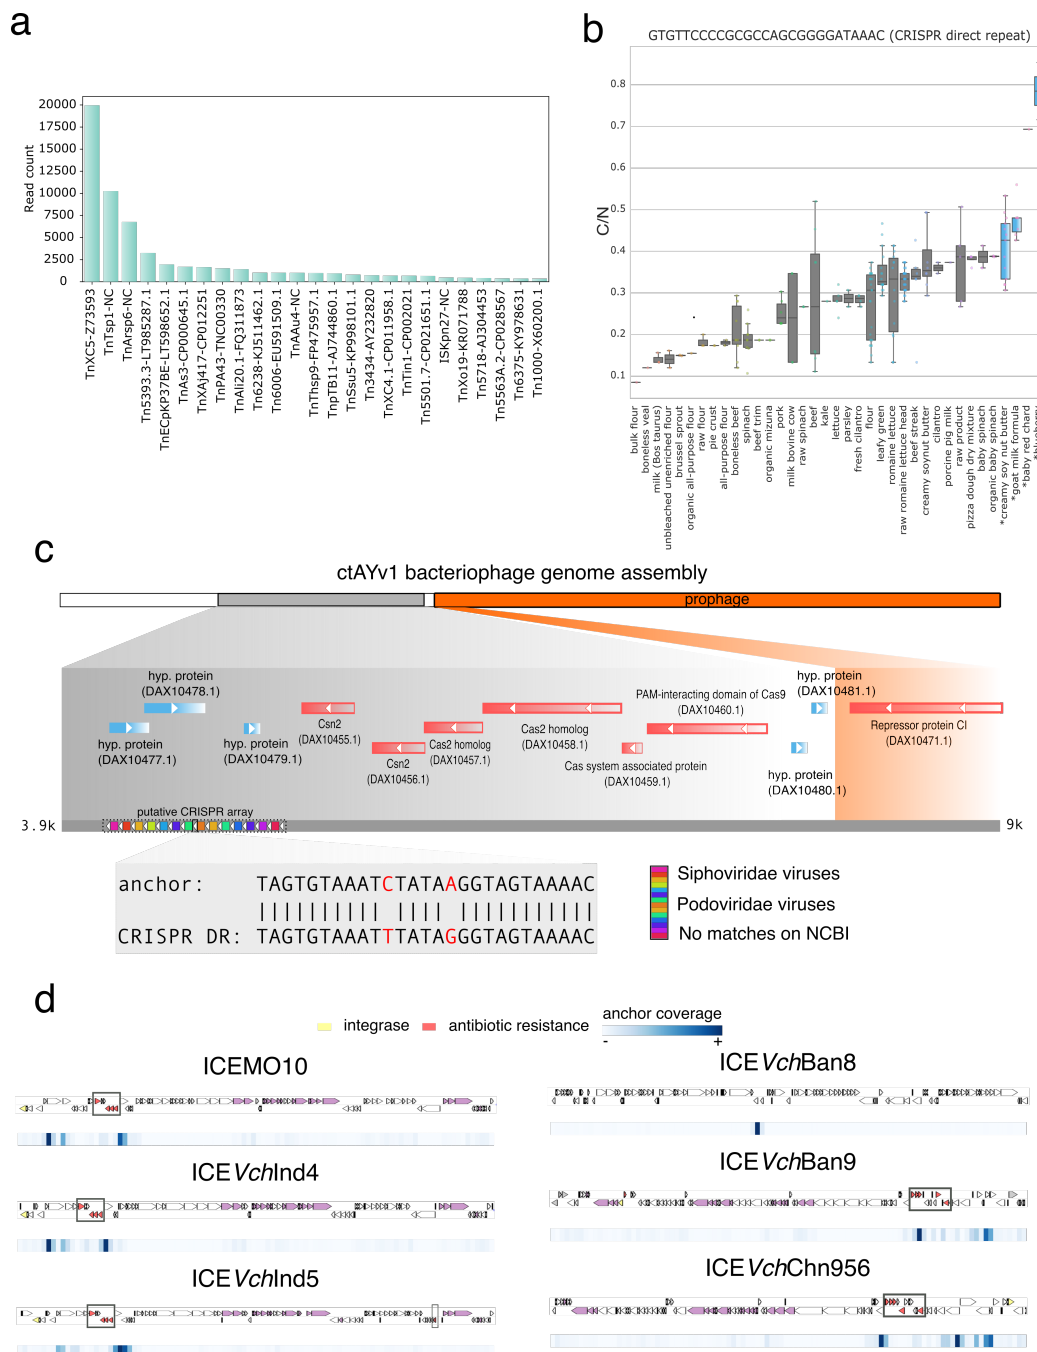 a
20000
17500
15000
12500
10000
7500
5000
2500
0
Read count
TnXC5-Z73593
TnTsp1-NC
TnArsp6-NC
Tn5393.3-LT985287.1
TnECpKP37BE-LT598652.1
TnAs3-CP000645.1
TnXAj417-CP012251
TnPA43-TNC00330
TnAli20.1-FQ311873
Tn6238-KJ511462.1
Tn6006-EU591509.1
TnAAu4-NC
TnThsp9-FP475957.1
TnpTB11-AJ744860.1
TnSsu5-KP998101.1
Tn3434-AY232820
TnXC4.1-CP011958.1
TnTin1-CP002021
Tn5501.7-CP021651.1
ISKpn27-NC
TnXo19-KR071788
Tn5718-AJ304453
Tn5563A.2-CP028567
Tn6375-KY978631
Tn1000-X60200.1
b
GTGTTCCCCGCGCCAGCGGGGATAAAC (CRISPR direct repeat)
0.8
0.7
0.6
0.5
0.4
0.3
0.2
0.1
C/N
bulk flour
boneless veal
milk (Bos taurus)
unbleached unenriched flour
brussel sprout
organic all-purpose flour
raw flour
pie crust
all-purpose flour
boneless beef
spinach
beef trim
organic mizuna
pork
milk bovine cow
raw spinach
beef
kale
lettuce
parsley
fresh cilantro
flour
leafy green
romaine lettuce
raw romaine lettuce head
beef streak
creamy soynut butter
cilantro
porcine pig milk
raw product
pizza dough dry mixture
baby spinach
organic baby spinach
*creamy soy nut butter
*goat milk formula
*baby red chard
c
ctAYv1 bacteriophage genome assembly
prophage
hyp. protein
(DAX10478.1)
hyp. protein
(DAX10477.1)
hyp. protein
(DAX10479.1)
Csn2
(DAX10455.1)
Csn2
(DAX10456.1)
Cas2 homolog
(DAX10457.1)
Cas2 homolog
(DAX10458.1)
PAM-interacting domain of Cas9
(DAX10460.1)
Cas system associated protein
(DAX10459.1)
hyp. protein
(DAX10481.1)
hyp. protein
(DAX10480.1)
Repressor protein CI
(DAX10471.1)
putative CRISPR array
3.9k
9k
anchor: TAGTGTAAATCTATAAGGTAGTAAAAC
CRISPR DR: TAGTGTAAATTTATAGGGTAGTAAAAC
Siphoviridae viruses
Podoviridae viruses
No matches on NCBI
d
integrase
antibiotic resistance
anchor coverage
- +
ICEMO10
ICEVchInd4
ICEVchInd5
ICEVchBan8
ICEVchBan9
ICEVchChn956